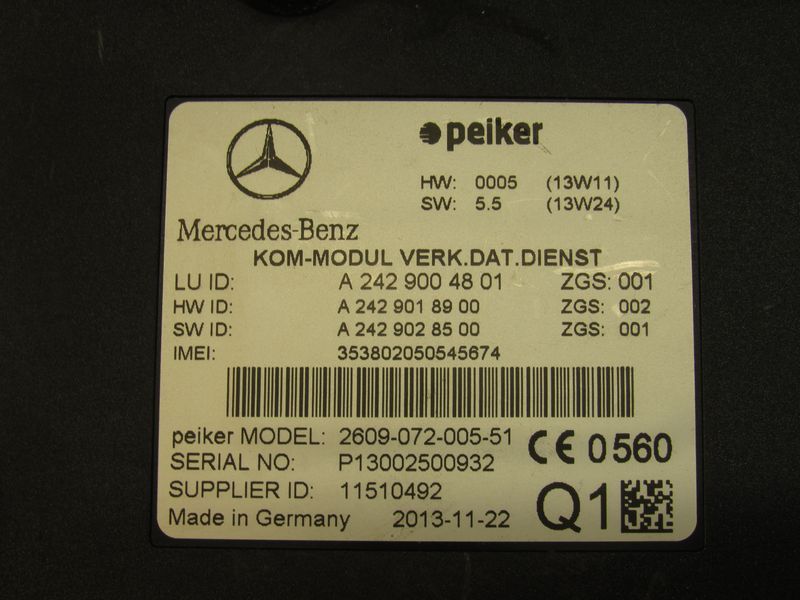 peiker
HW: 0005 (13W11)
SW: 5.5 (13W24)
Mercedes-Benz
KOM-MODUL VERK.DAT.DIENST
LU ID: A 242 900 48 01 ZGS: 001
HW ID: A 242 901 89 00 ZGS: 002
SW ID: A 242 902 85 00 ZGS: 001
IMEI: 353802050545674
peiker MODEL: 2609-072-005-51
CE 0560
SERIAL NO: P13002500932
SUPPLIER ID: 11510492
Q1
Made in Germany 2013-11-22